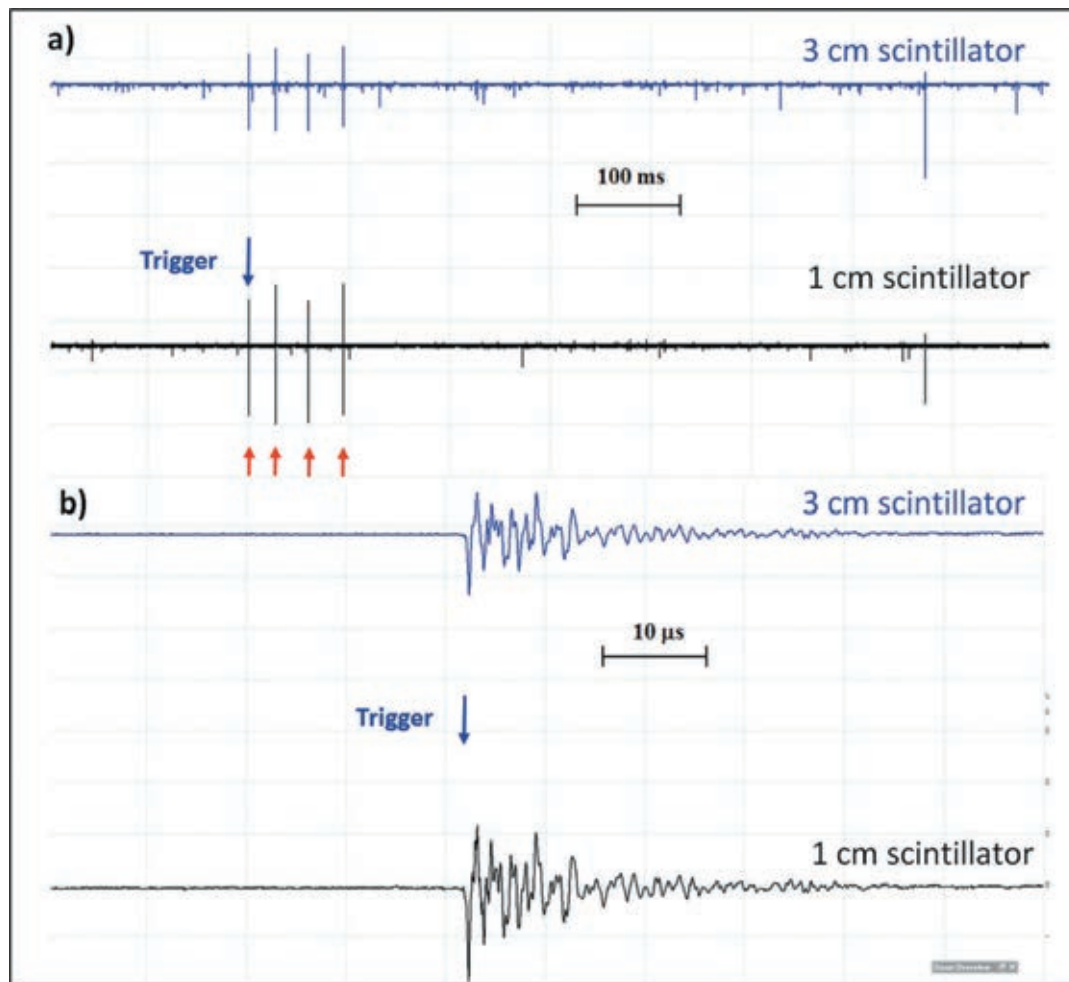 a)
3 cm scintillator
100 ms
Trigger
1 cm scintillator
b)
3 cm scintillator
10 μs
Trigger
1 cm scintillator